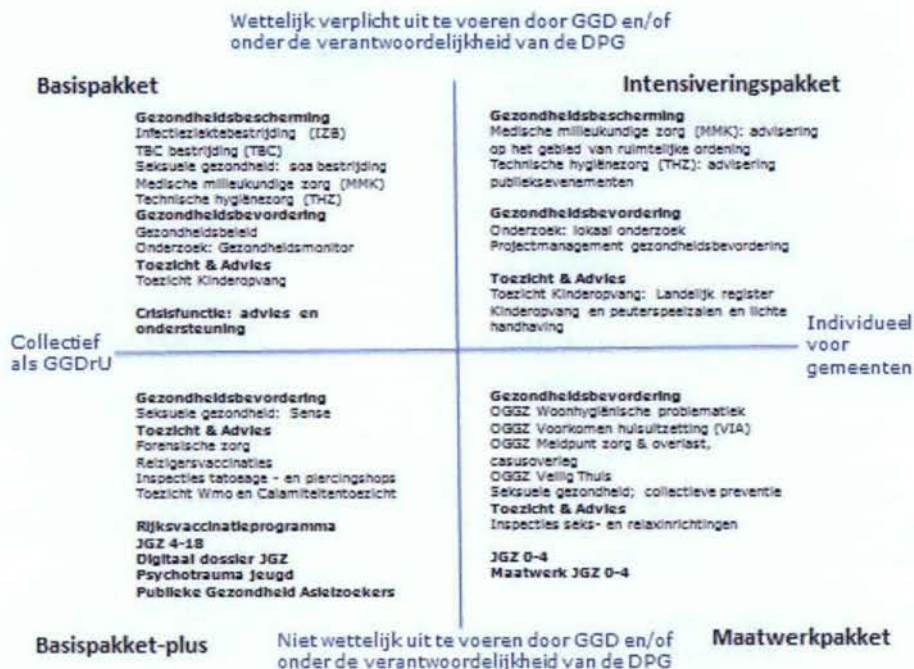 Wettelijk verplicht uit te voeren door GGD en/of
onder de verantwoordelijkheid van de DPG
Basispakket
Gezondheidsbescherming
Infectieziektebestrijding (IZB)
TBC bestrijding (TBC)
Seksuele gezondheid: soa bestrijding
Medische milieukundige zorg (MMK)
Technische hygiënezorg (THZ)
Gezondheidsbevordering
Gezondheidsbeleid
Onderzoek: Gezondheidsmonitor
Toezicht & Advies
Toezicht Kinderopvang
Crisisfunctie: advies en
ondersteuning
Intensiveringspakket
Gezondheidsbescherming
Medische milieukundige zorg (MMK): advisering
op het gebied van ruimtelijke ordening
Technische hygiënezorg (THZ): advisering
publieksevenementen
Gezondheidsbevordering
Onderzoek: lokaal onderzoek
Projectmanagement gezondheidsbevordering
Toezicht & Advies
Toezicht Kinderopvang: Landelijk register
Kinderopvang en peuterspeelzalen en lichte
handhaving
Collectief
als GGDrU
Individueel
voor
gemeenten
Gezondheidsbevordering
Seksuele gezondheid: Sense
Toezicht & Advies
Forensische zorg
Reizigersvaccinaties
Inspecties tatoeage - en piercingshops
Toezicht Wmo en Calamiteitentoezicht
Rijksvaccinatieprogramma
JGZ 4-18
Digitaal dossier JGZ
Psychotrauma jeugd
Publieke Gezondheid Asielzoekers
Basispakket-plus
Gezondheidsbevordering
OGGZ Woonhygiënische problematiek
OGGZ Voorkomen huisuitzetting (VIA)
OGGZ Meldpunt zorg & overlast,
casusoverleg
OGGZ Veilig Thuis
Seksuele gezondheid; collectieve preventie
Toezicht & Advies
Inspecties seks- en relaxinrichtingen
JGZ 0-4
Maatwerk JGZ 0-4
Maatwerkpakket
Niet wettelijk uit te voeren door GGD en/of
onder de verantwoordelijkheid van de DPG